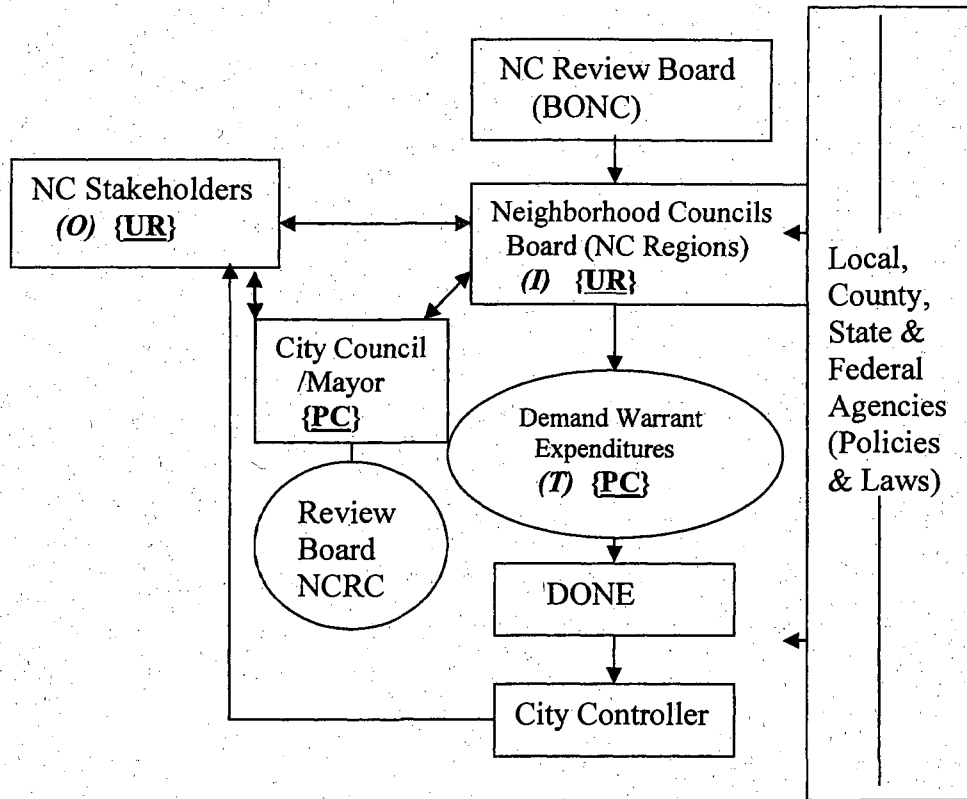 NC Review Board
(BONC)
NC Stakeholders
(O) {UR}
Neighborhood Councils
Board (NC Regions)
(I) {UR}
City Council
/Mayor
{PC}
Demand Warrant
Expenditures
(T) {PC}
Review
Board
NCRC
DONE
City Controller
Local,
County,
State &
Federal
Agencies
(Policies
& Laws)